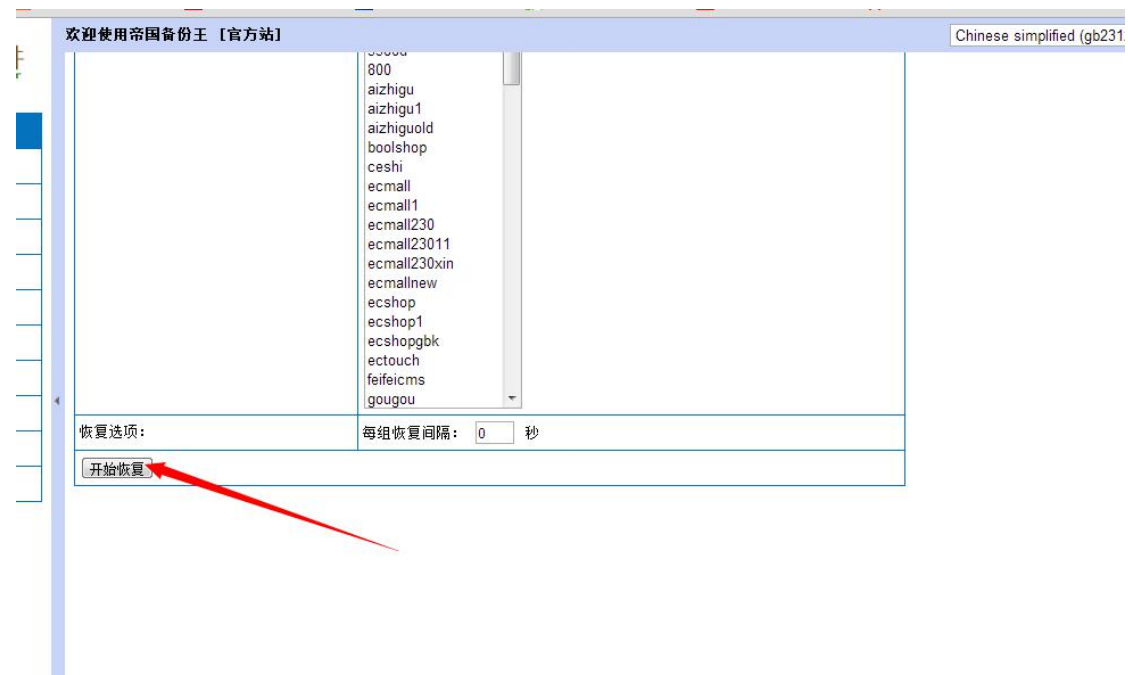 欢迎使用帝国备份王 [官方站]
Chinese simplified (gb231
800
aizhigu
aizhigu1
aizhiguold
boolshop
ceshi
ecmall
ecmall1
ecmall230
ecmall23011
ecmall230xin
ecmallnew
ecshop
ecshop1
ecshopgbk
ectouch
feifeicms
gougou
恢复选项:
每组恢复间隔: 0 秒
开始恢复